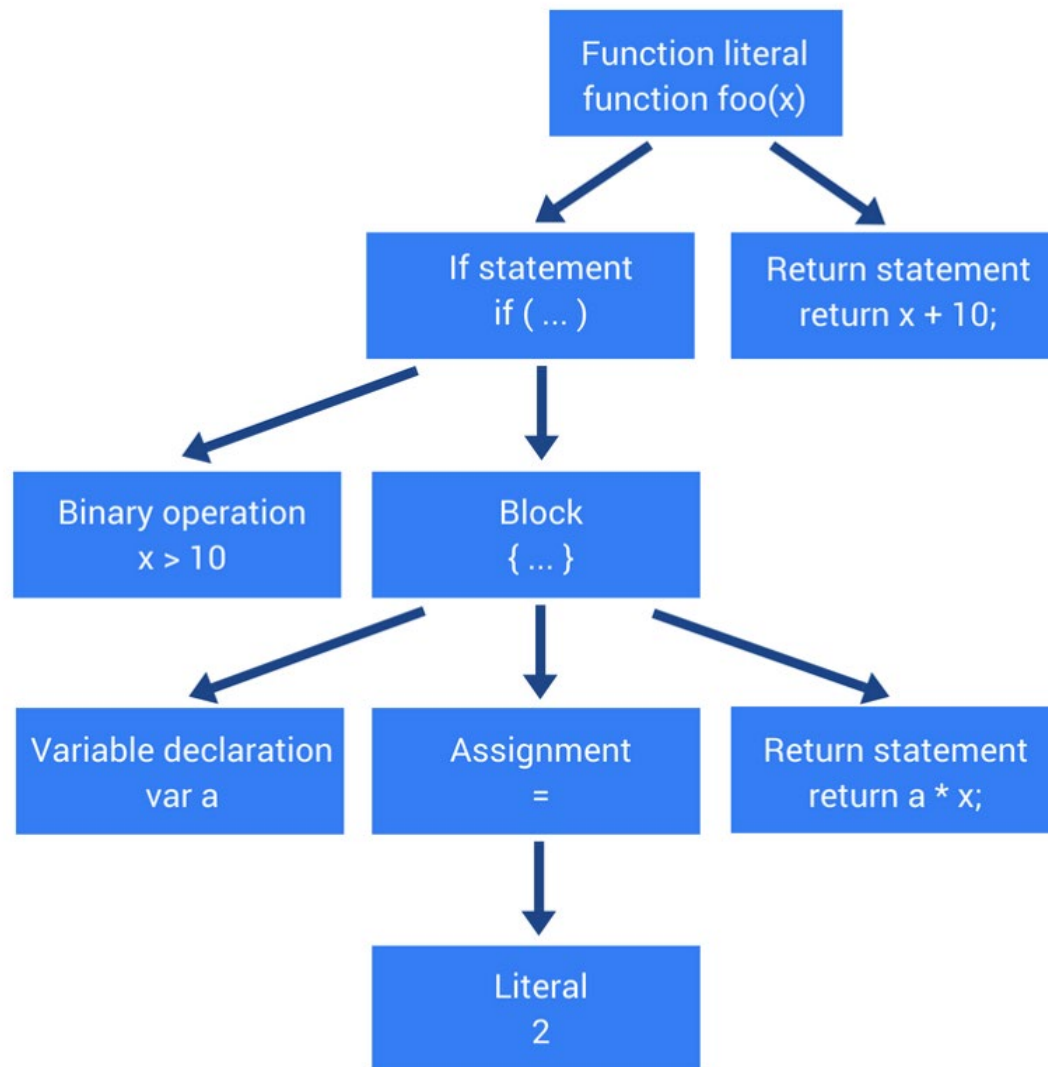 Function literal
function foo(x)
If statement
if ( ... )
Return statement
return x + 10;
Binary operation
x > 10
Block
{ ... }
Variable declaration
var a
Assignment
=
Return statement
return a * x;
Literal
2